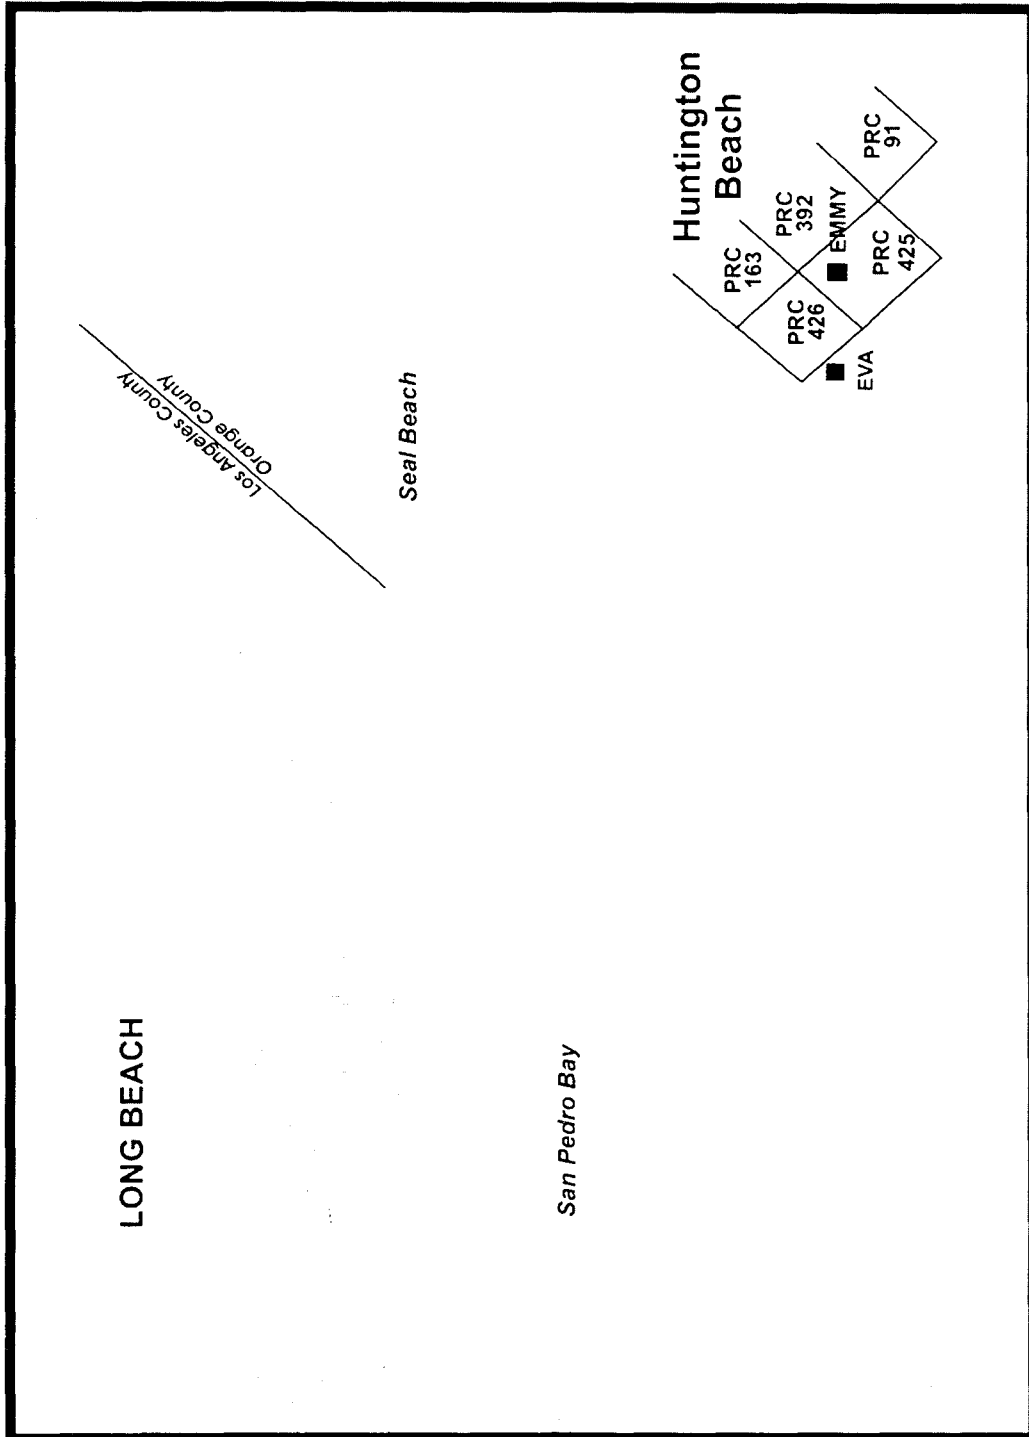 LONG BEACH
Los Angeles County
Orange County
Seal Beach
San Pedro Bay
Huntington
Beach
PRC
163
PRC
392
PRC
91
PRC
426
EMMY
PRC
425
EVA